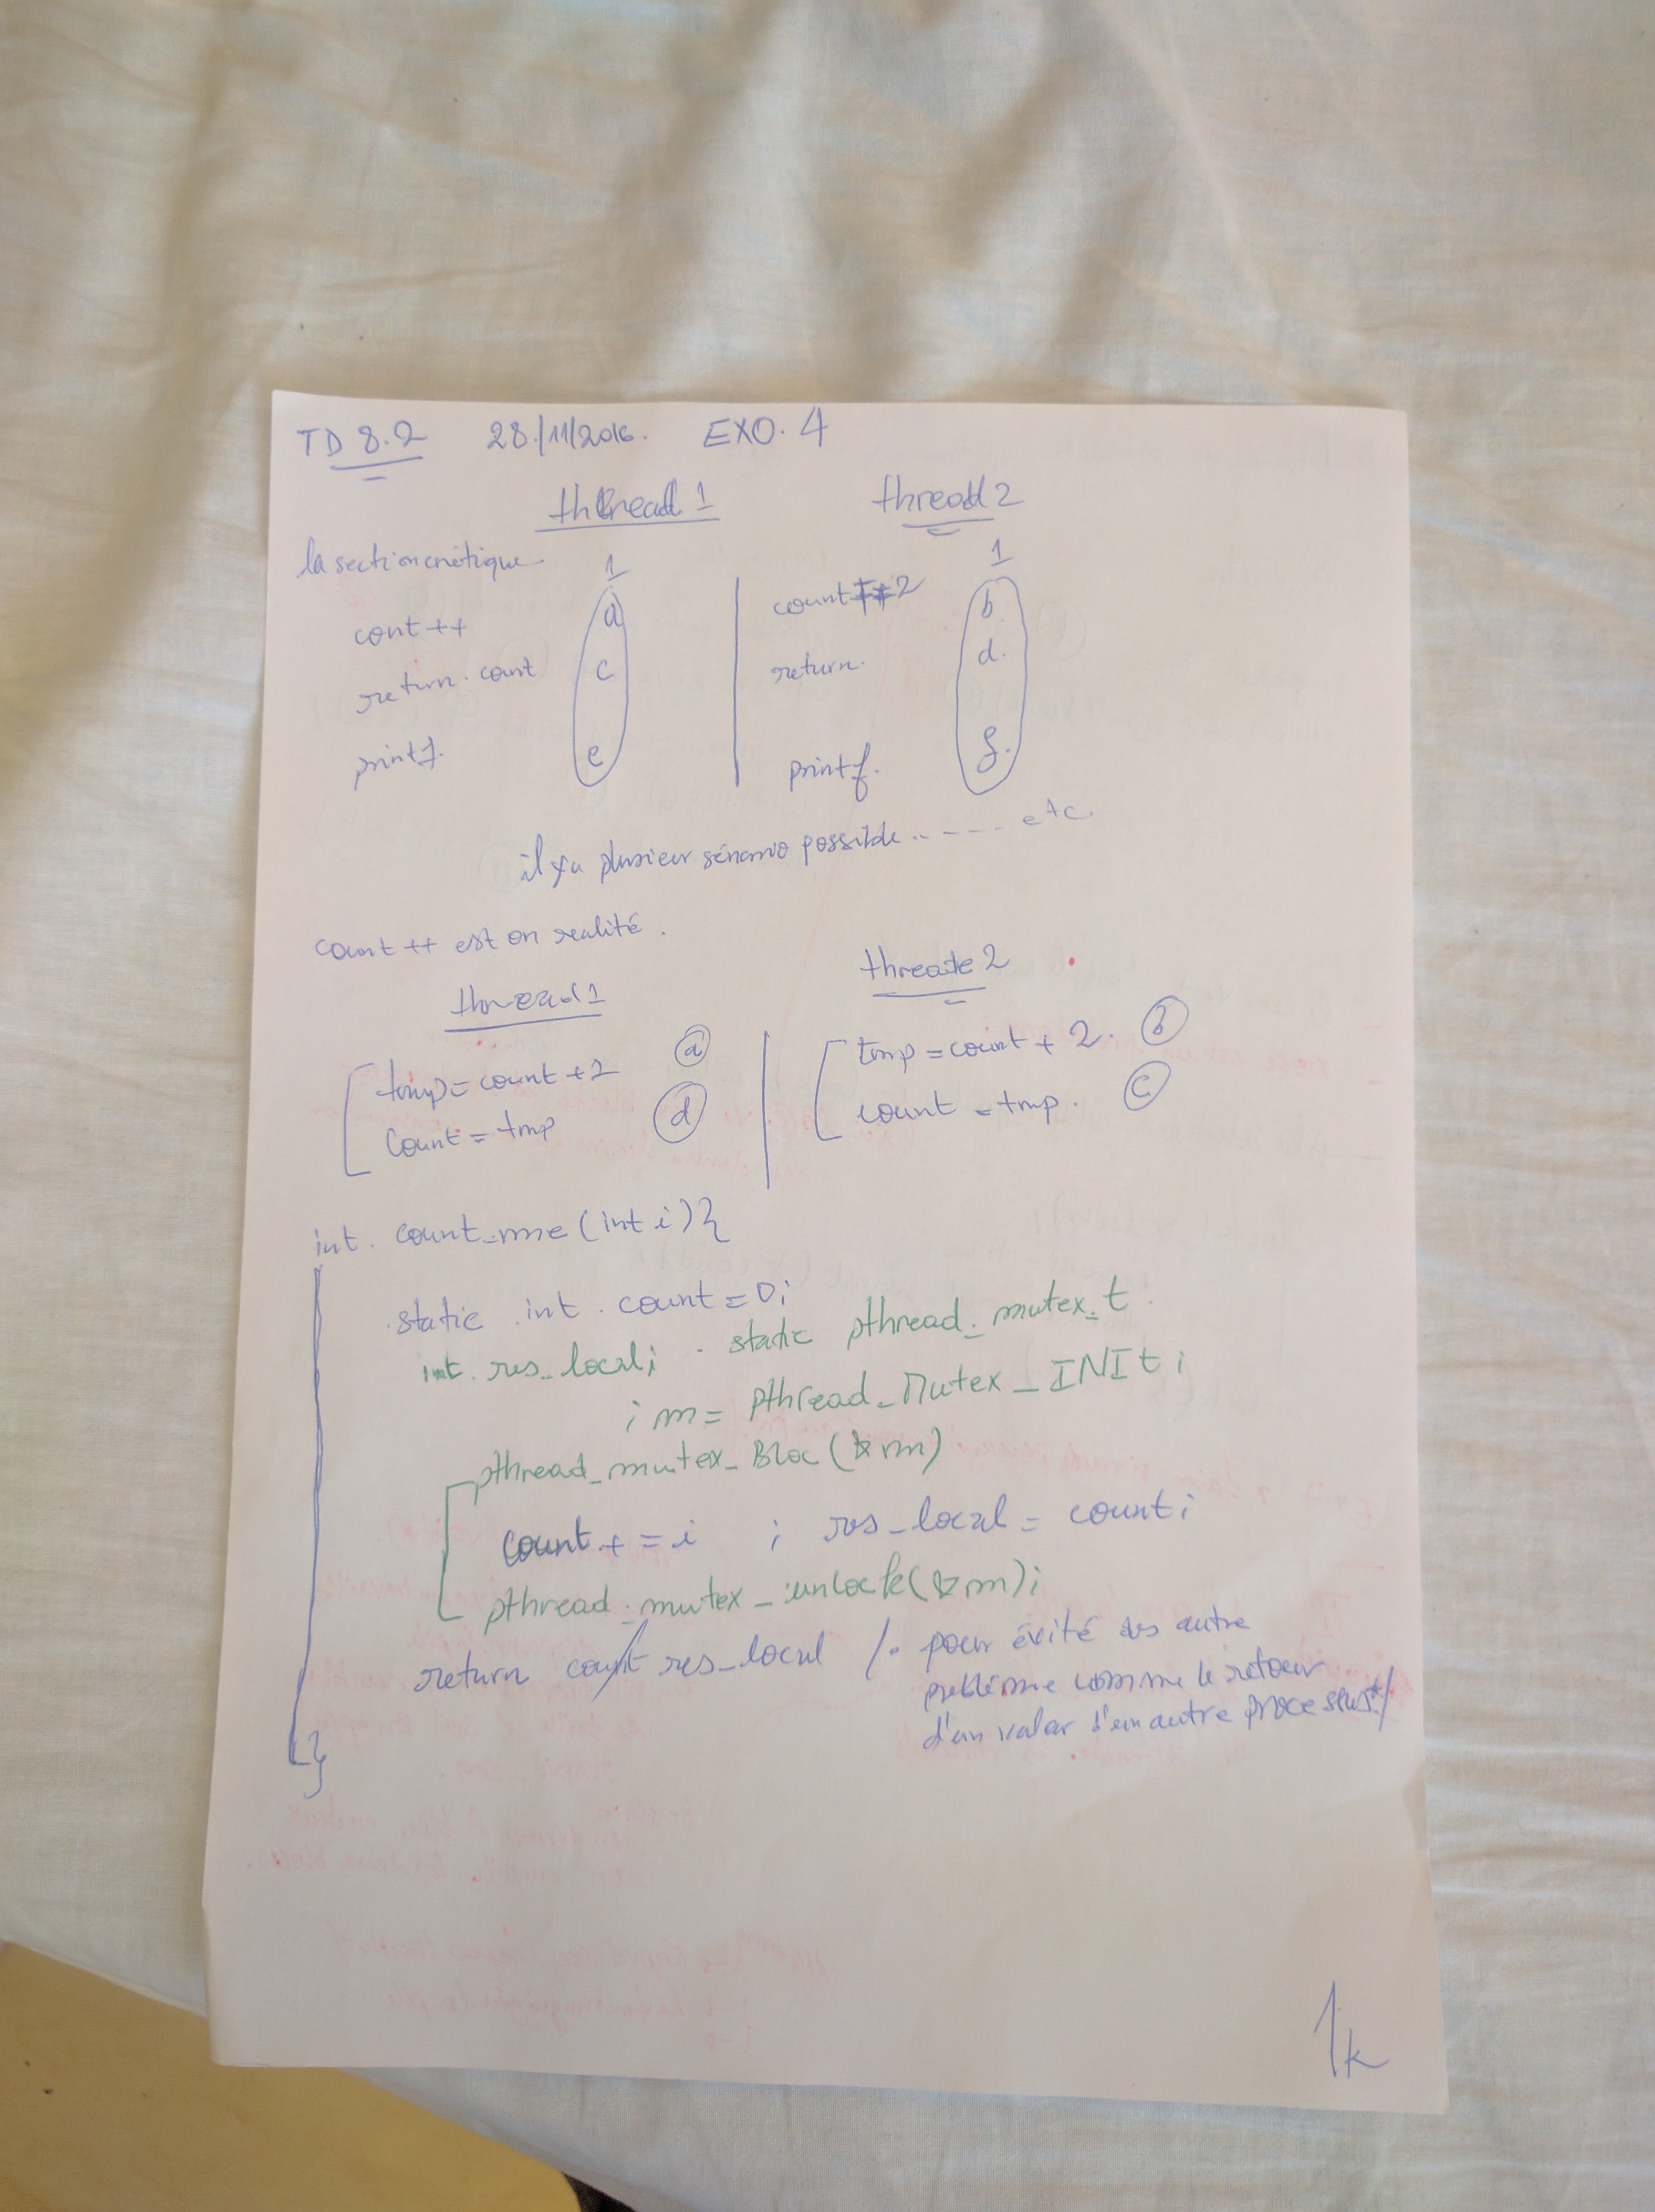 TD 8.2 28/11/2016. EXO. 4
thread 1 thread 2
la section critique 1 1
cont ++ a count 2 b
return. count c return. d.
printf. e printf. f.
il ya plusieur sénario possible .. - - - - etc.
count ++ est en realité.
thread 1 threate 2
tmp = count + 2 a tmp = count + 2. b
Count = tmp d count = tmp. c
int. count_me (int i) {
static int. count = 0;
int. res_local; static pthread_mutex_t
; m = pthread_Mutex_INIt ;
pthread_mutex_Bloc (& m)
count + = i ; res_local = count ;
pthread_mutex_unlock (& m) ;
return count res_local /* pour évité des autre
problème comme le retour
d'un valar d'un autre processus */
}
1k